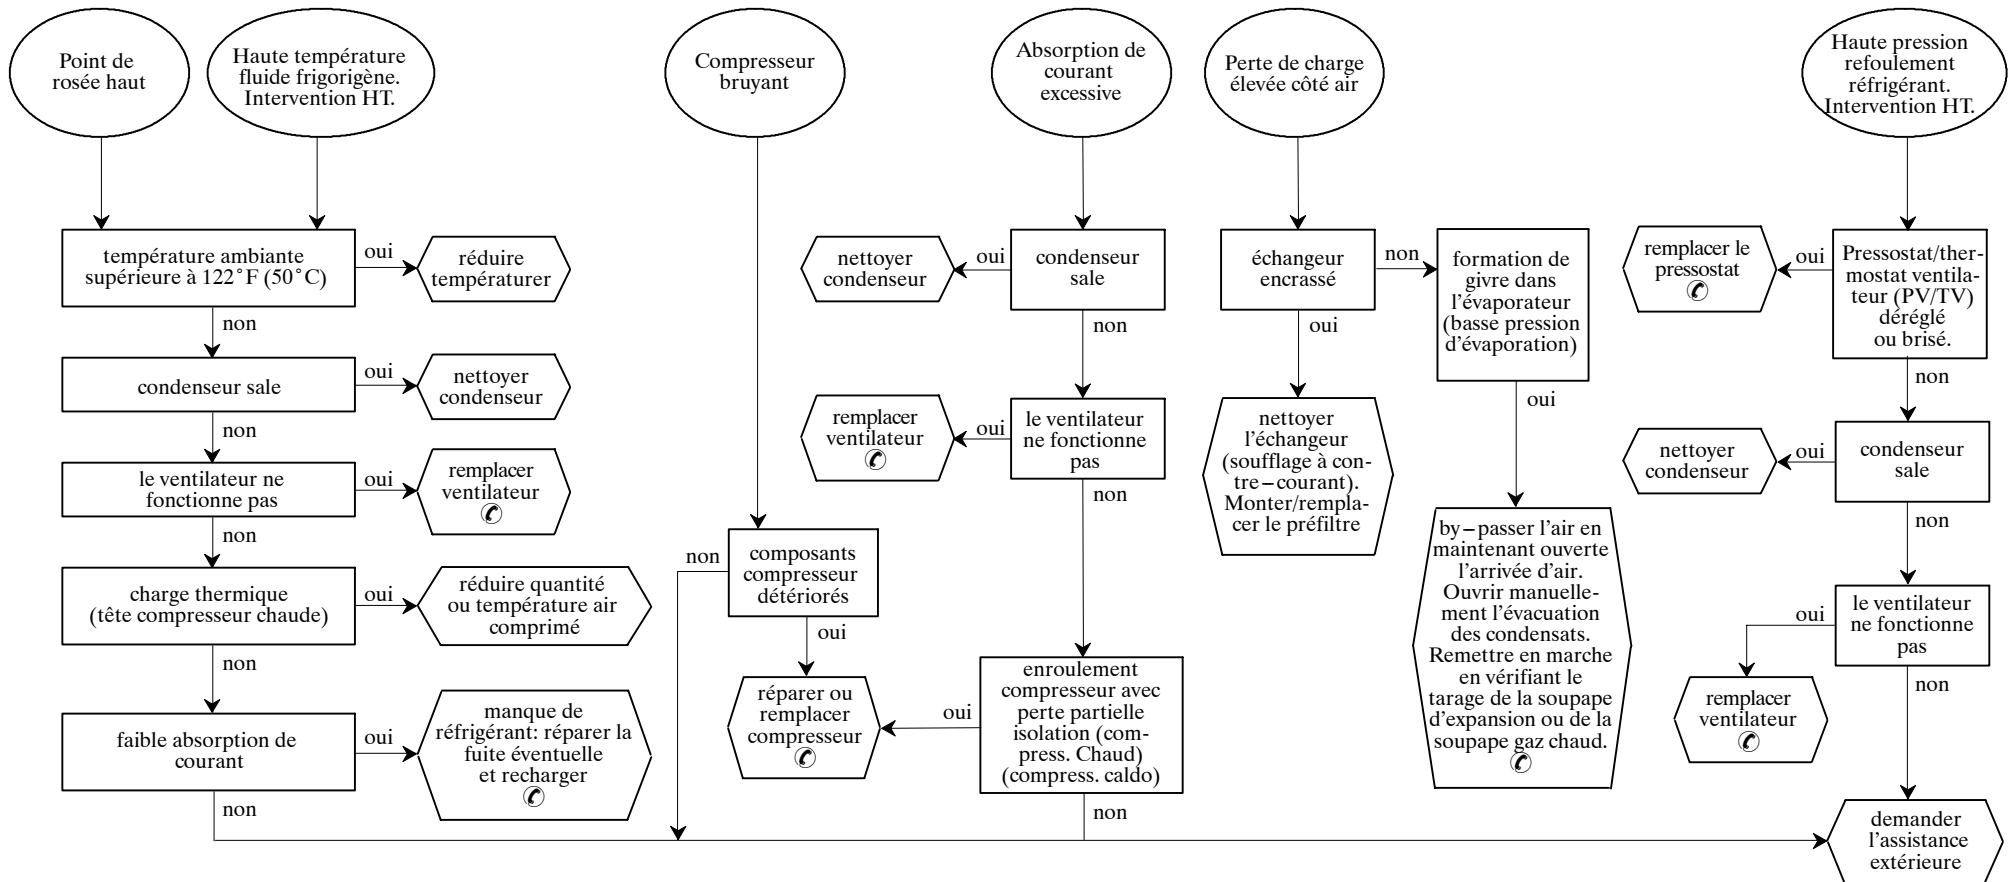 Point de
rosée haut
Haute température
fluide frigorigène.
Intervention HT.
Compresseur
bruyant
Absorption de
courant
excessive
Perte de charge
élevée côté air
Haute pression
refoulement
réfrigérant.
Intervention HT.
température ambiante
supérieure à 122°F (50°C)
oui
réduire
températurer
non
condenseur sale
oui
nettoyer
condenseur
non
le ventilateur ne
fonctionne pas
oui
remplacer
ventilateur
non
charge thermique
(tête compresseur chaude)
oui
réduire quantité
ou température air
comprimé
non
faible absorption de
courant
oui
manque de
réfrigérant: réparer la
fuite éventuelle
et recharger
non
composants
compresseur
détériorés
non
oui
réparer ou
remplacer
compresseur
nettoyer
condenseur
oui
condenseur
sale
non
remplacer
ventilateur
oui
le ventilateur
ne fonctionne
pas
non
enroulement
compresseur avec
perte partielle
isolation (com-
press. Chaud)
(compress. caldo)
oui
non
échangeur
encrassé
non
oui
nettoyer
l'échangeur
(soufflage à con-
tre−courant).
Monter/rempla-
cer le préfiltre
formation de
givre dans
l'évaporateur
(basse pression
d'évaporation)
oui
by−passer l'air en
maintenant ouverte
l'arrivée d'air.
Ouvrir manuelle-
ment l'évacuation
des condensats.
Remettre en marche
en vérifiant le
tarage de la soupape
d'expansion ou de la
soupape gaz chaud.
remplacer le
pressostat
oui
Pressostat/ther-
mostat ventila-
teur (PV/TV)
déréglé
ou brisé.
non
nettoyer
condenseur
oui
condenseur
sale
non
oui
le ventilateur
ne fonctionne
pas
remplacer
ventilateur
non
demander
l'assistance
extérieure